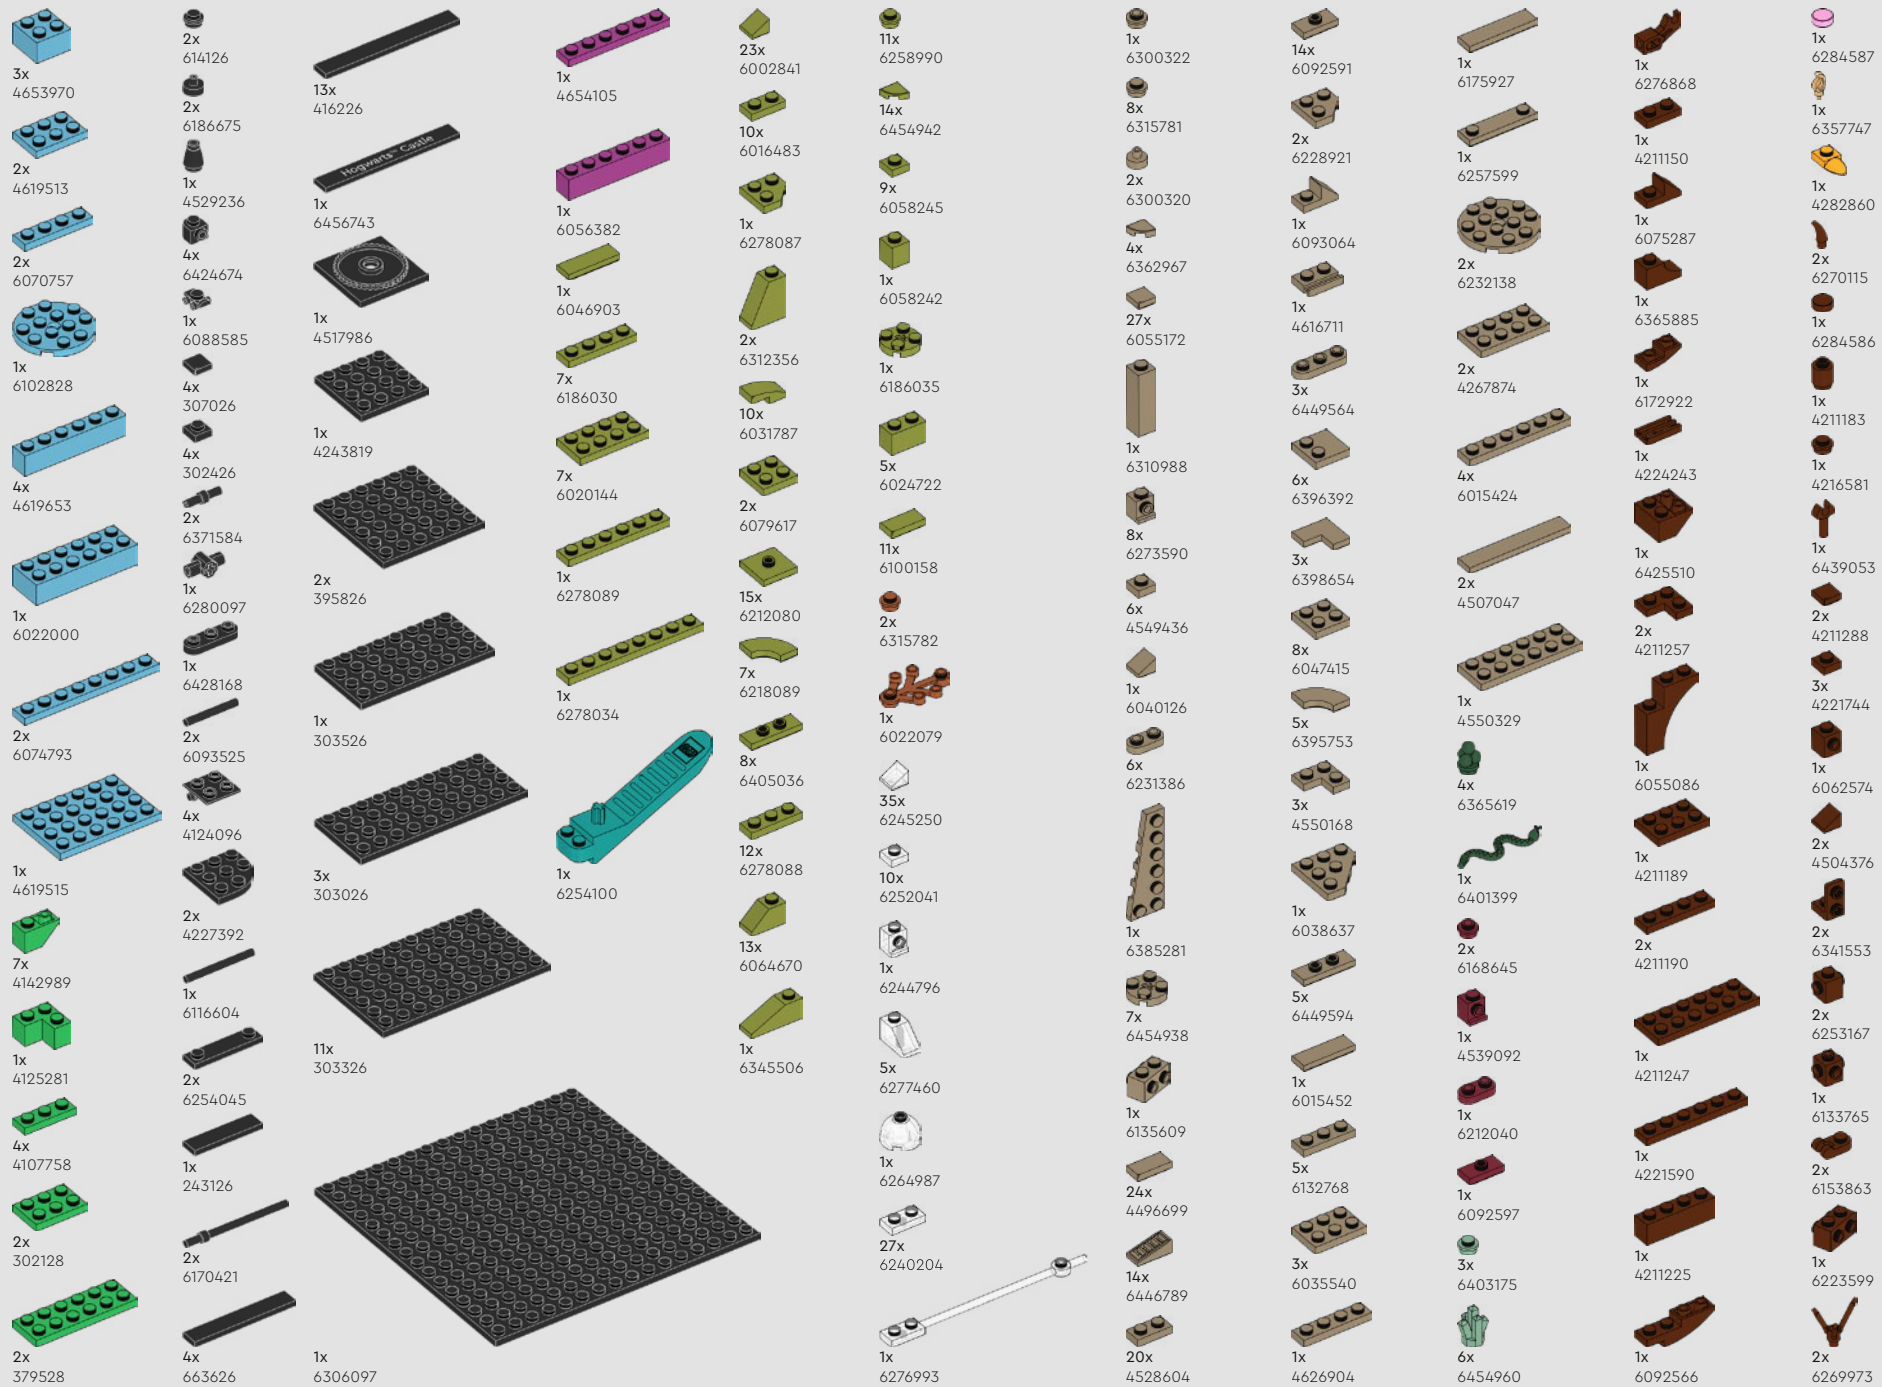 3x
4653970
2x
4619513
2x
6070757
1x
6102828
4x
4619653
1x
6022000
2x
6074793
1x
4619515
7x
4142989
1x
4125281
4x
4107758
2x
302128
2x
379528
2x
614126
2x
6186675
1x
4529236
4x
6424674
1x
6088585
4x
307026
4x
302426
2x
6371584
1x
6280097
1x
6428168
2x
6093525
4x
4124096
2x
4227392
1x
6116604
2x
6254045
1x
243126
2x
6170421
4x
663626
13x
416226
Hogwarts™ Castle
1x
6456743
1x
4517986
1x
4243819
2x
395826
1x
303526
3x
303026
11x
303326
1x
6306097
1x
4654105
1x
6056382
1x
6046903
7x
6186030
7x
6020144
1x
6278089
1x
6278034
1x
6254100
23x
6002841
10x
6016483
1x
6278087
2x
6312356
10x
6031787
2x
6079617
15x
6212080
7x
6218089
8x
6405036
12x
6278088
13x
6064670
1x
6345506
11x
6258990
14x
6454942
9x
6058245
1x
6058242
1x
6186035
5x
6024722
11x
6100158
2x
6315782
1x
6022079
35x
6245250
10x
6252041
1x
6244796
5x
6277460
1x
6264987
27x
6240204
1x
6276993
1x
6300322
8x
6315781
2x
6300320
4x
6362967
27x
6055172
1x
6310988
8x
6273590
6x
4549436
1x
6040126
6x
6231386
1x
6385281
7x
6454938
1x
6135609
24x
4496699
14x
6446789
20x
4528604
14x
6092591
2x
6228921
1x
6093064
1x
4616711
3x
6449564
6x
6396392
3x
6398654
8x
6047415
5x
6395753
3x
4550168
1x
6038637
5x
6449594
1x
6015452
5x
6132768
3x
6035540
1x
4626904
1x
6175927
1x
6257599
2x
6232138
2x
4267874
4x
6015424
2x
4507047
1x
4550329
4x
6365619
1x
6401399
2x
6168645
1x
4539092
1x
6212040
1x
6092597
3x
6403175
6x
6454960
1x
6276868
1x
4211150
1x
6075287
1x
6365885
1x
6172922
1x
4224243
1x
6425510
2x
4211257
1x
6055086
1x
4211189
2x
4211190
1x
4211247
1x
4221590
1x
4211225
1x
6092566
1x
6284587
1x
6357747
1x
4282860
2x
6270115
1x
6284586
1x
4211183
1x
4216581
1x
6439053
2x
4211288
3x
4221744
1x
6062574
2x
4504376
2x
6341553
2x
6253167
1x
6133765
2x
6153863
1x
6223599
2x
6269973